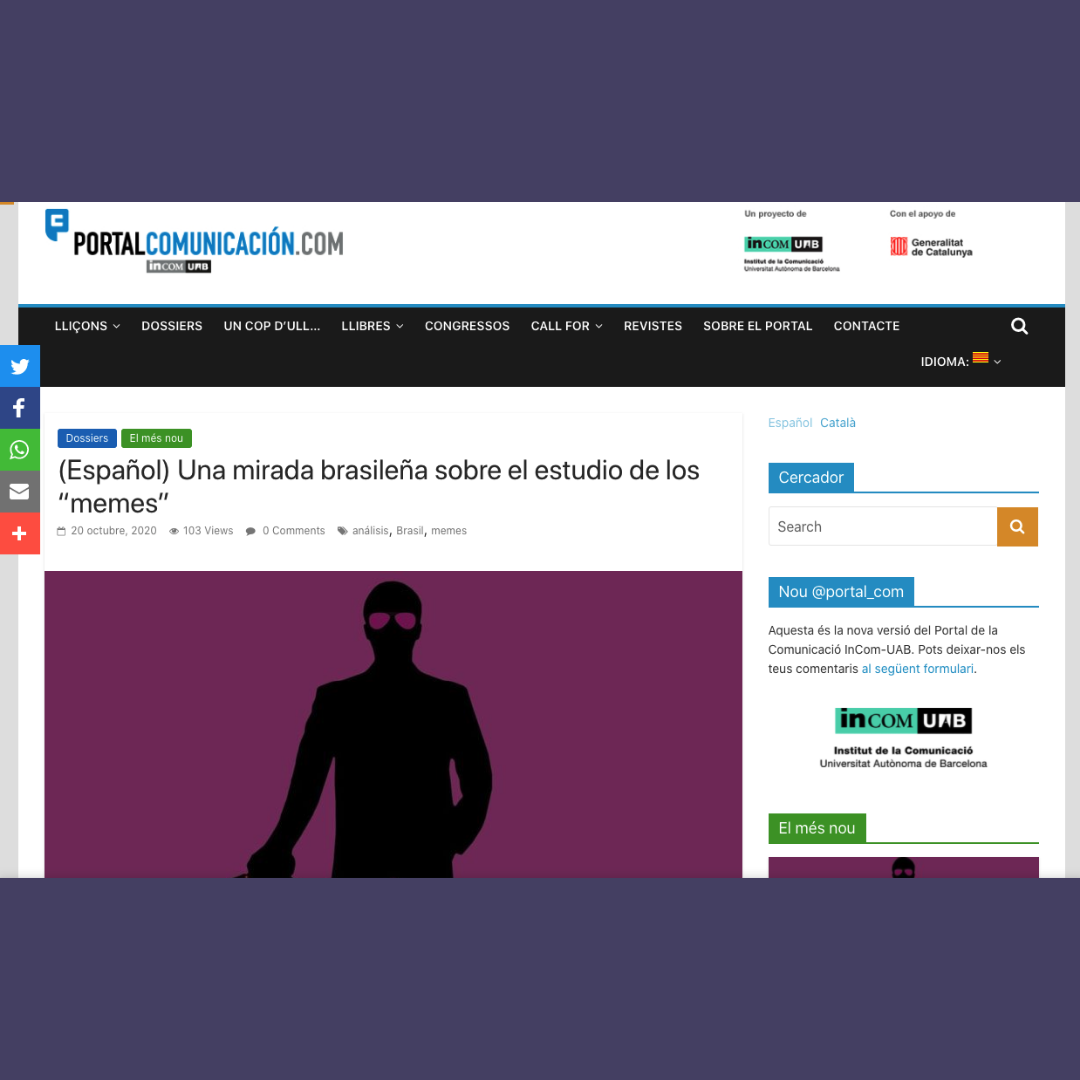 PORTALCOMUNICACIÓN.COM
inCOM UAB
Un proyecto de
inCOM UAB
Institut de la Comunicació
Universitat Autònoma de Barcelona
Con el apoyo de
Generalitat
de Catalunya
LLIÇONS DOSSIERS UN COP D'ULL... LLIBRES CONGRESSOS CALL FOR REVISTES SOBRE EL PORTAL CONTACTE
IDIOMA:
Dossiers El més nou
(Español) Una mirada brasileña sobre el estudio de los
“memes”
20 octubre, 2020 103 Views 0 Comments análisis, Brasil, memes
Español Català
Cercador
Search
Nou @portal_com
Aquesta és la nova versió del Portal de la
Comunicació InCom-UAB. Pots deixar-nos els
teus comentaris al següent formulari.
inCOM UAB
Institut de la Comunicació
Universitat Autònoma de Barcelona
El més nou